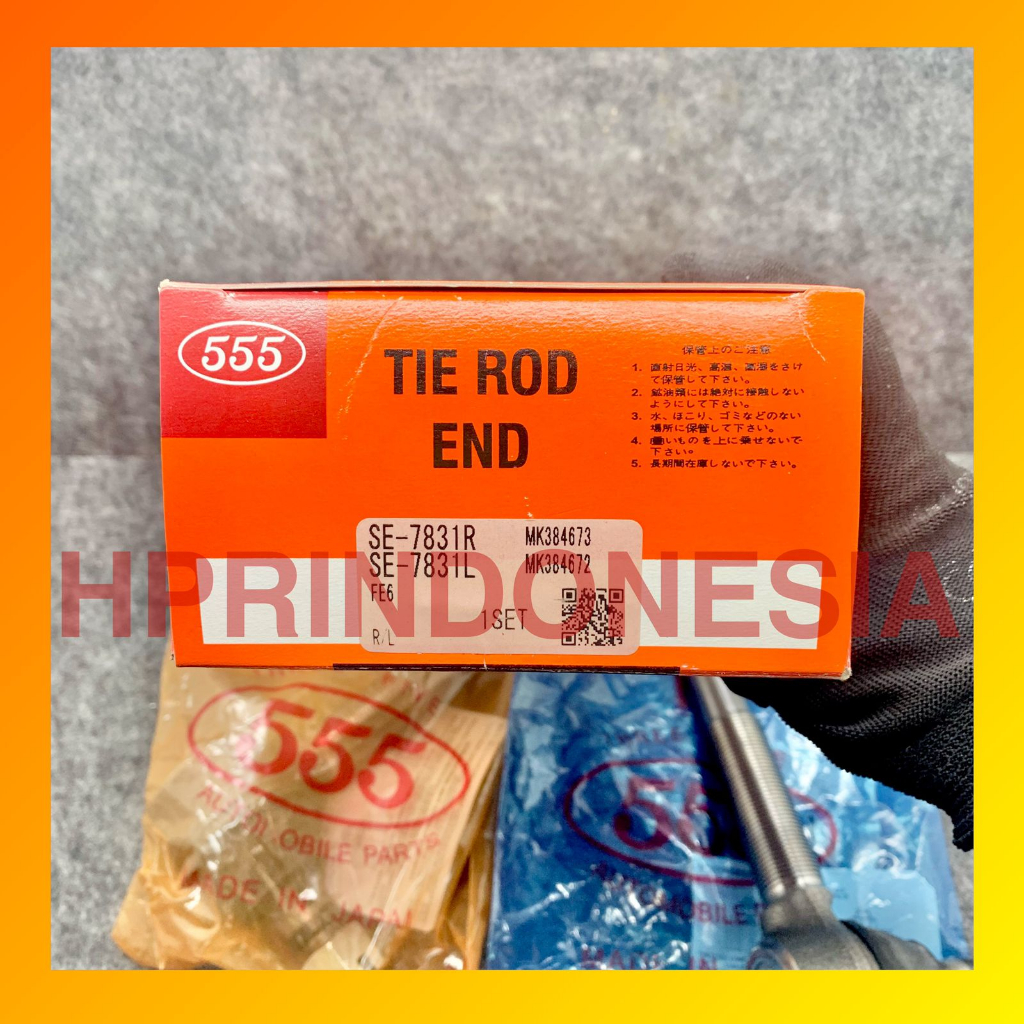 555
TIE ROD
END
保管上のご注意
1. 直射日光、高温、高湿をさけ
て保管して下さい。
2. 鉱油類には絶対に接触しない
ようにして下さい。
3. 水、ほこり、ゴミなどのない
場所に保管して下さい。
4. 重いものを上に乗せないで
下さい。
5. 長期間在庫しないで下さい。
SE-7831R MK384673
SE-7831L MK384672
FE6
1SET
R/L
HPRINDONESIA
555
OBILE PARTS
MADE IN JAPAN
555
MADE IN